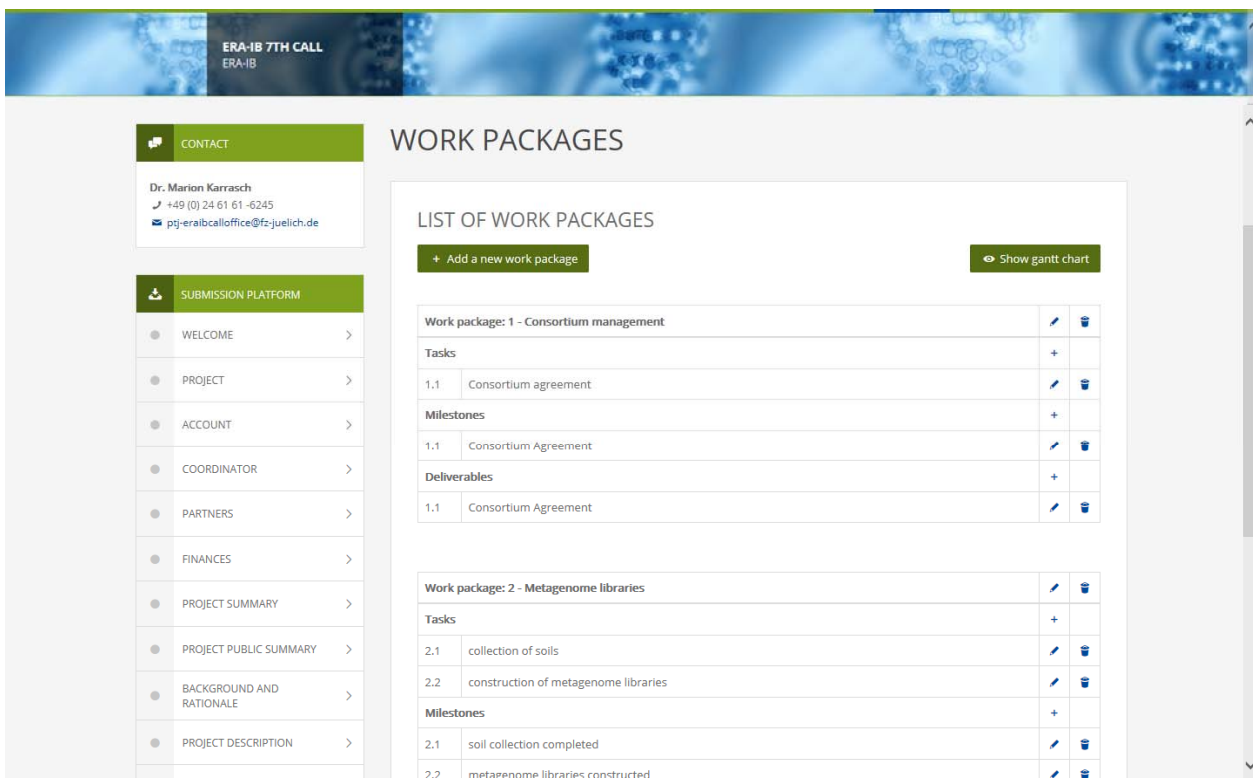 ERA-IB 7TH CALL
ERA-IB
CONTACT
Dr. Marion Karrasch
+49 (0) 24 61 61 -6245
ptj-eraibcalloffice@fz-juelich.de
SUBMISSION PLATFORM
WELCOME
PROJECT
ACCOUNT
COORDINATOR
PARTNERS
FINANCES
PROJECT SUMMARY
PROJECT PUBLIC SUMMARY
BACKGROUND AND
RATIONALE
PROJECT DESCRIPTION
WORK PACKAGES
LIST OF WORK PACKAGES
+ Add a new work package
Show gantt chart
Work package: 1 - Consortium management
Tasks +
1.1 Consortium agreement
Milestones +
1.1 Consortium Agreement
Deliverables +
1.1 Consortium Agreement
Work package: 2 - Metagenome libraries
Tasks +
2.1 collection of soils
2.2 construction of metagenome libraries
Milestones +
2.1 soil collection completed
2.2 metagenome libraries constructed